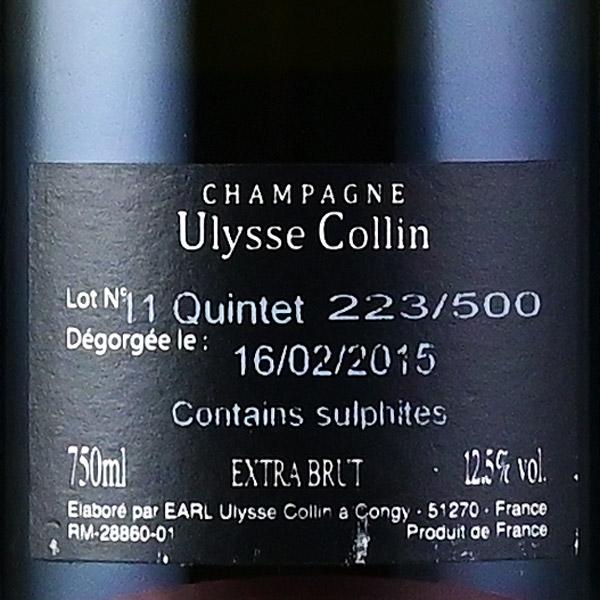 CHAMPAGNE
Ulysse Collin
Lot N° 11 Quintet 223/500
Dégorgée le : 16/02/2015
Contains sulphites
750ml EXTRA BRUT 12.5% vol.
Elaboré par EARL Ulysse Collin à Congy - 51270 - France
RM-28860-01 Produit de France